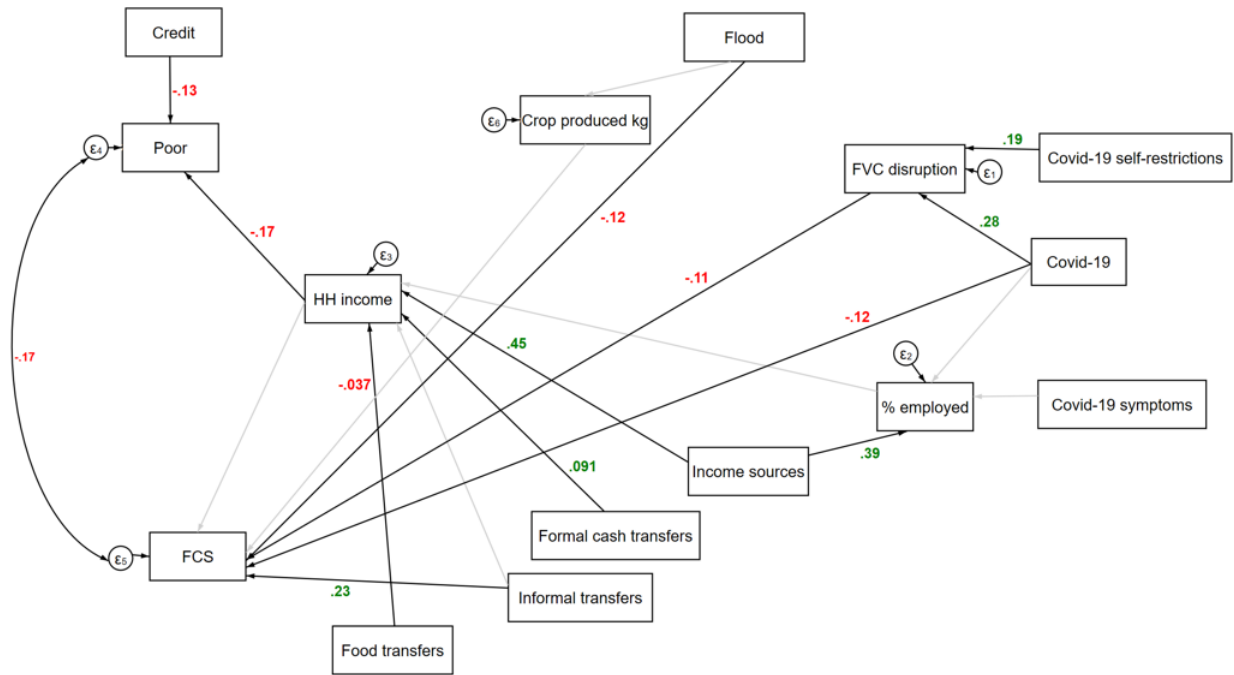 Credit
Flood
-.13
ε6
Crop produced kg
ε4
Poor
.19
Covid-19 self-restrictions
FVC disruption
ε1
-.12
.28
-.17
ε3
Covid-19
HH income
-.11
-.12
.45
-.17
ε2
-.037
% employed
Covid-19 symptoms
.39
Income sources
.091
Formal cash transfers
ε5
FCS
.23
Informal transfers
Food transfers